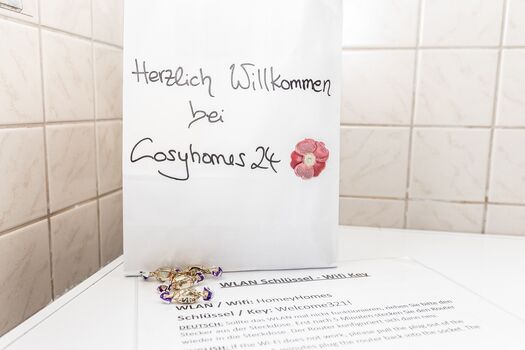 Herzlich Willkommen
bei
Cosyhomes 24
WLAN Schlüssel - Wifi Key
WLAN / Wifi: HomeyHomes
Schlüssel / Key: Welcome321!
DEUTSCH: Sollte das WLAN mal nicht funktionieren, ziehen Sie bitte den
Stecker aus der Steckdose. Erst nach 5 Minuten stecken Sie den Router
wieder in die Steckdose. Der Router konfiguriert sich dann neu.
If the Wifi does not work, please pull the plug out of the
minutes plug the router back into the socket. The